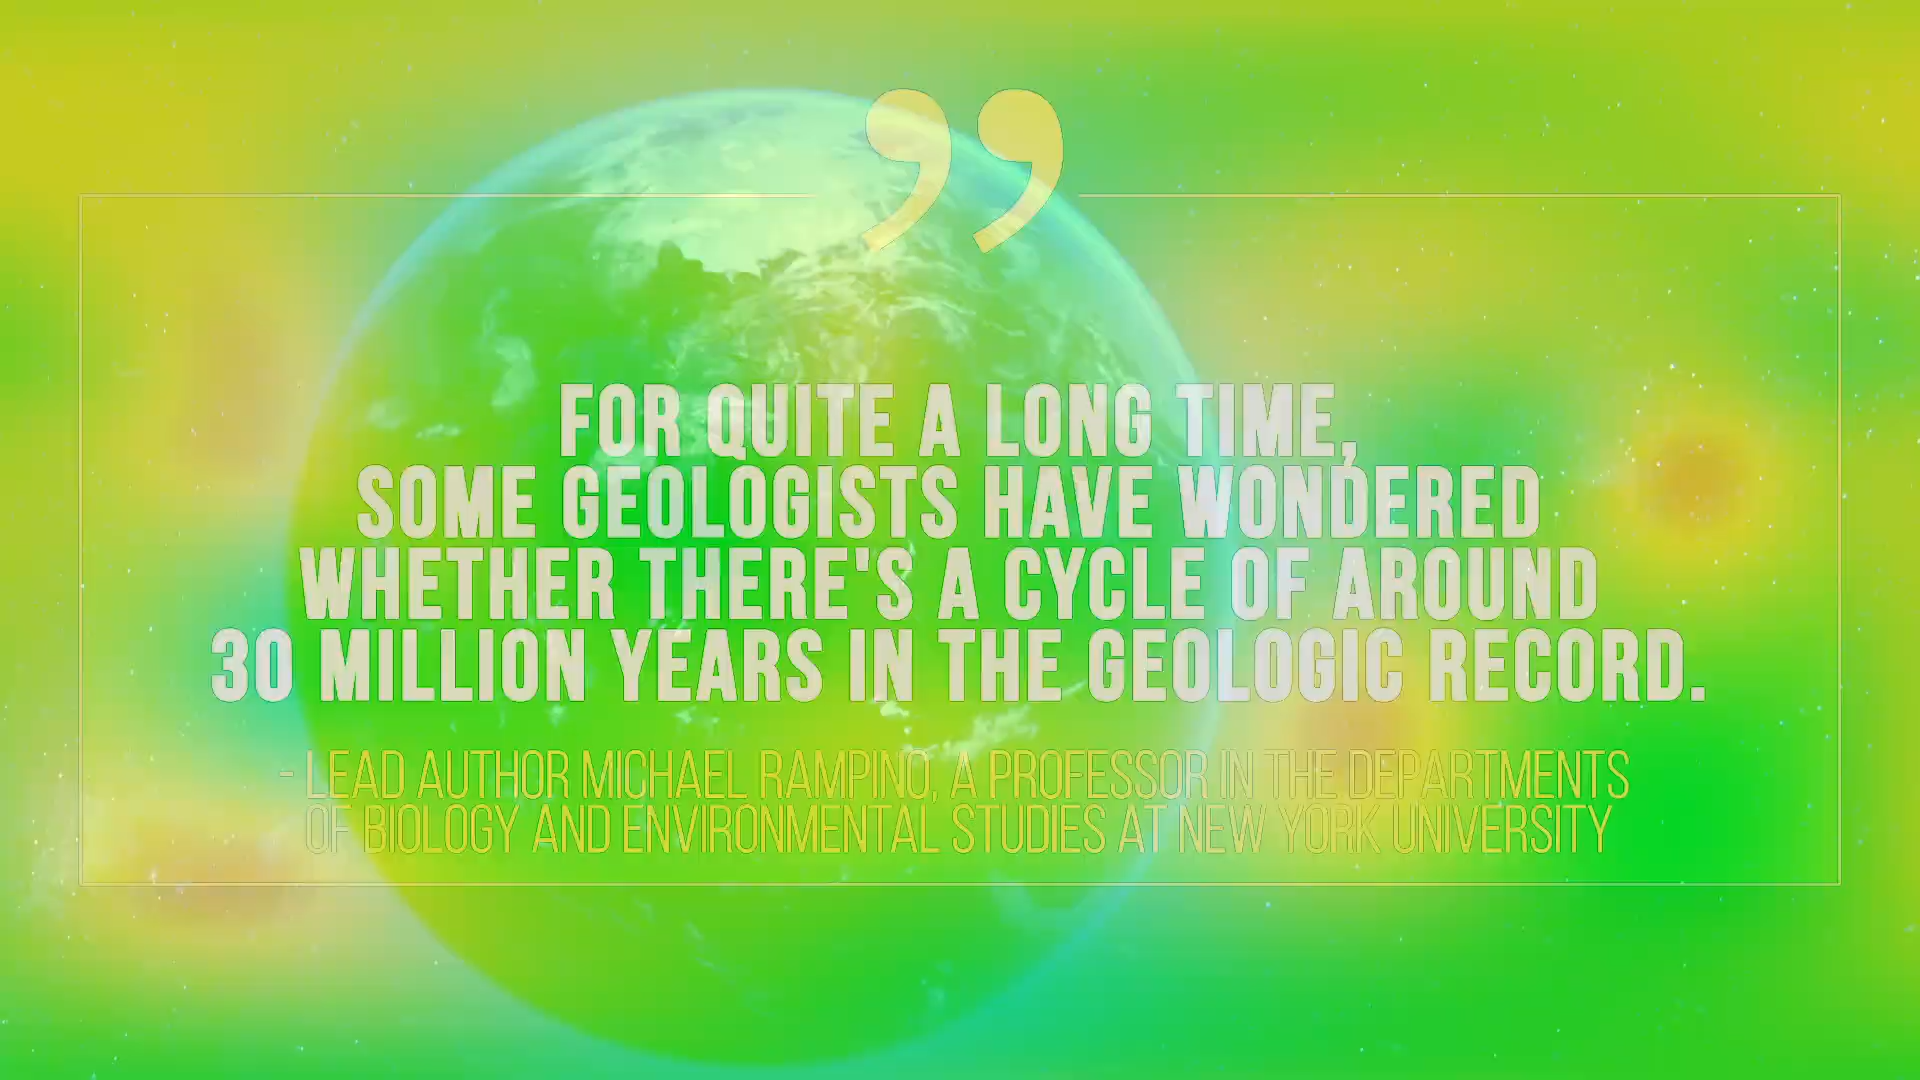 ”
FOR QUITE A LONG TIME,
SOME GEOLOGISTS HAVE WONDERED
WHETHER THERE'S A CYCLE OF AROUND
30 MILLION YEARS IN THE GEOLOGIC RECORD.
- LEAD AUTHOR MICHAEL RAMPINO, A PROFESSOR IN THE DEPARTMENTS
OF BIOLOGY AND ENVIRONMENTAL STUDIES AT NEW YORK UNIVERSITY